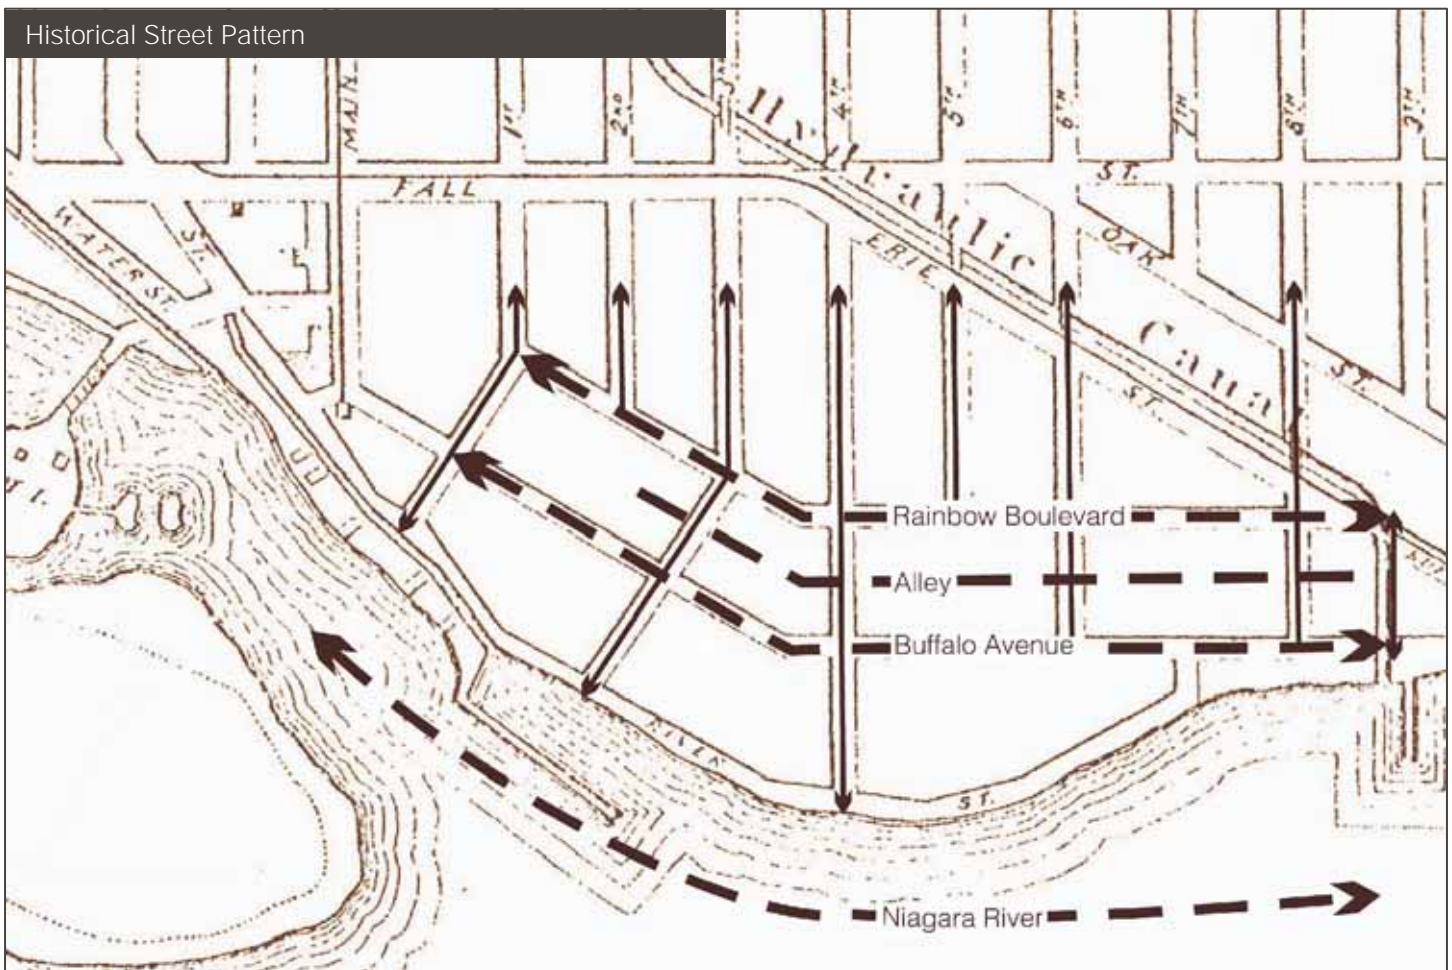 Historical Street Pattern
MAIN
1ST
2ND
4TH
5TH
6TH
7TH
8TH
9TH
Hydraulic Canal
FALL ST.
WATER ST.
ST.
ERIE ST.
OAK ST.
Rainbow Boulevard
Alley
Buffalo Avenue
RIVER ST.
Niagara River